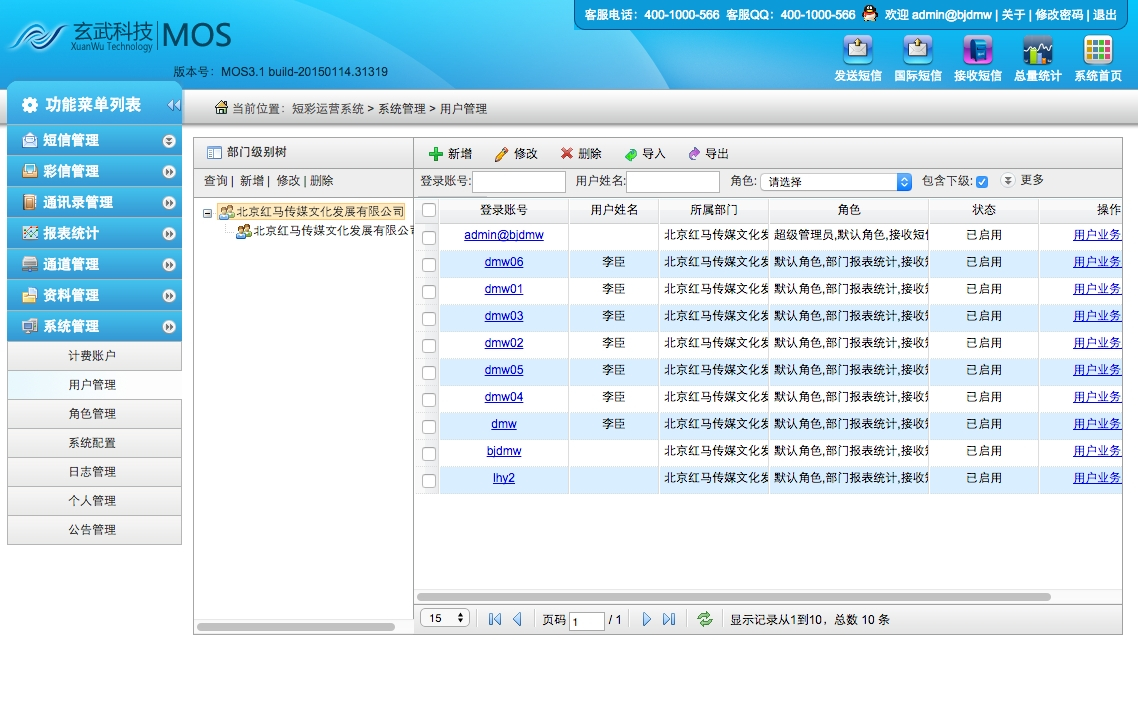 玄武科技
XuanWu Technology
MOS
版本号：MOS3.1 build-20150114.31319
客服电话：400-1000-566 客服QQ：400-1000-566 欢迎 admin@bjdmw | 关于 | 修改密码 | 退出
发送短信 国际短信 接收短信 总量统计 系统首页
功能菜单列表
当前位置：短彩运营系统 > 系统管理 > 用户管理
短信管理
彩信管理
通讯录管理
报表统计
通道管理
资料管理
系统管理
计费账户
用户管理
角色管理
系统配置
日志管理
个人管理
公告管理
部门级别树
查询 | 新增 | 修改 | 删除
北京红马传媒文化发展有限公司
北京红马传媒文化发展有限公
新增 修改 删除 导入 导出
登录账号: 用户姓名: 角色: 请选择 包含下级: 更多
登录账号 用户姓名 所属部门 角色 状态 操作
admin@bjdmw 北京红马传媒文化发 超级管理员,默认角色,接收短 已启用 用户业务
dmw06 李臣 北京红马传媒文化发 默认角色,部门报表统计,接收 已启用 用户业务
dmw01 李臣 北京红马传媒文化发 默认角色,部门报表统计,接收 已启用 用户业务
dmw03 李臣 北京红马传媒文化发 默认角色,部门报表统计,接收 已启用 用户业务
dmw02 李臣 北京红马传媒文化发 默认角色,部门报表统计,接收 已启用 用户业务
dmw05 李臣 北京红马传媒文化发 默认角色,部门报表统计,接收 已启用 用户业务
dmw04 李臣 北京红马传媒文化发 默认角色,部门报表统计,接收 已启用 用户业务
dmw 李臣 北京红马传媒文化发 默认角色,部门报表统计,接收 已启用 用户业务
bjdmw 北京红马传媒文化发 默认角色,部门报表统计,接收 已启用 用户业务
lhy2 北京红马传媒文化发 默认角色,部门报表统计,接收 已启用 用户业务
15 页码 1 / 1 显示记录从1到10，总数 10 条